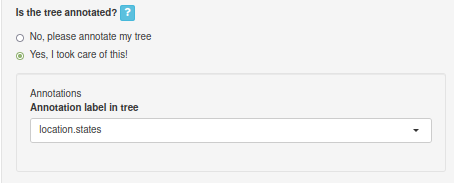 Is the tree annotated? ?
No, please annotate my tree
Yes, I took care of this!
Annotations
Annotation label in tree
location.states